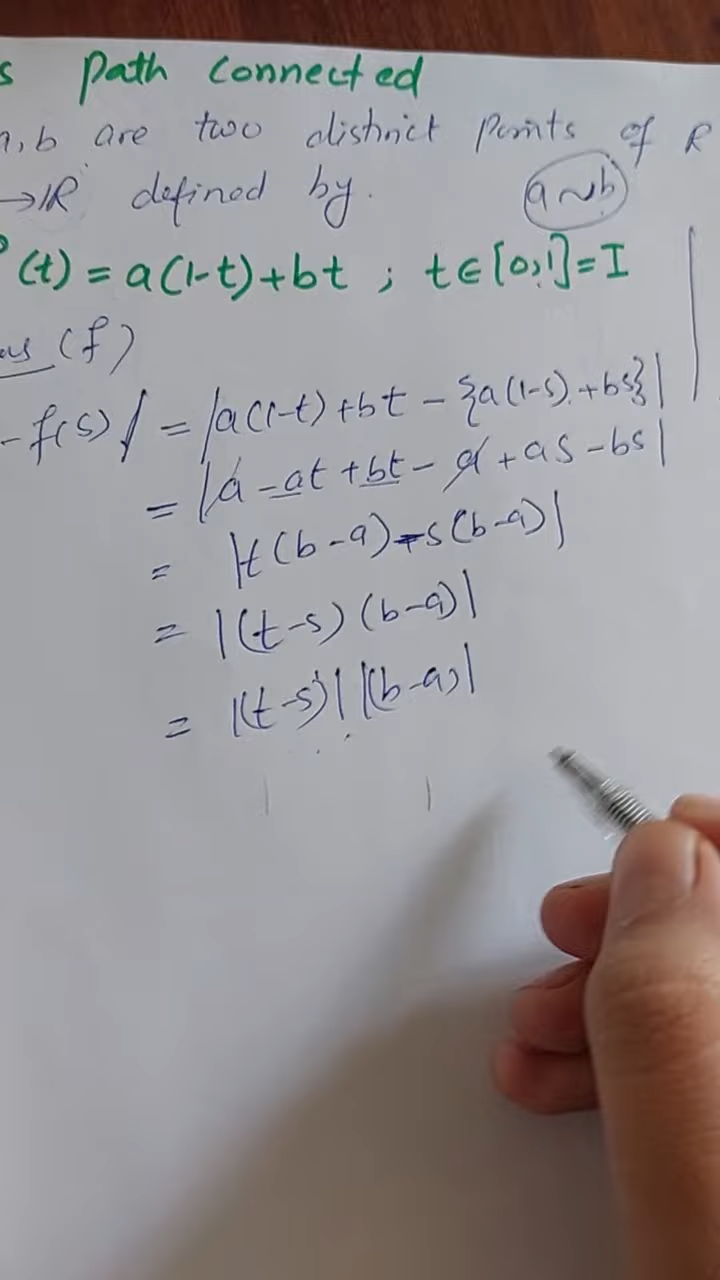 s Path connected
a, b are two distinct points of R
→ℝ defined by. a~b
(t) = a(1-t)+bt ; t∈[0,1]=I
ous (f)
- f(s)| = |a(1-t)+bt - {a(1-s)+bs}|
= |a - at + bt - a + as - bs|
= |t(b-a) - s(b-a)|
= |(t-s)(b-a)|
= |(t-s)| |(b-a)|